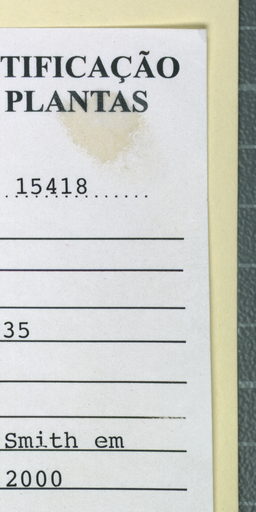 TIFICAÇÃO
PLANTAS
15418
35
Smith em
2000